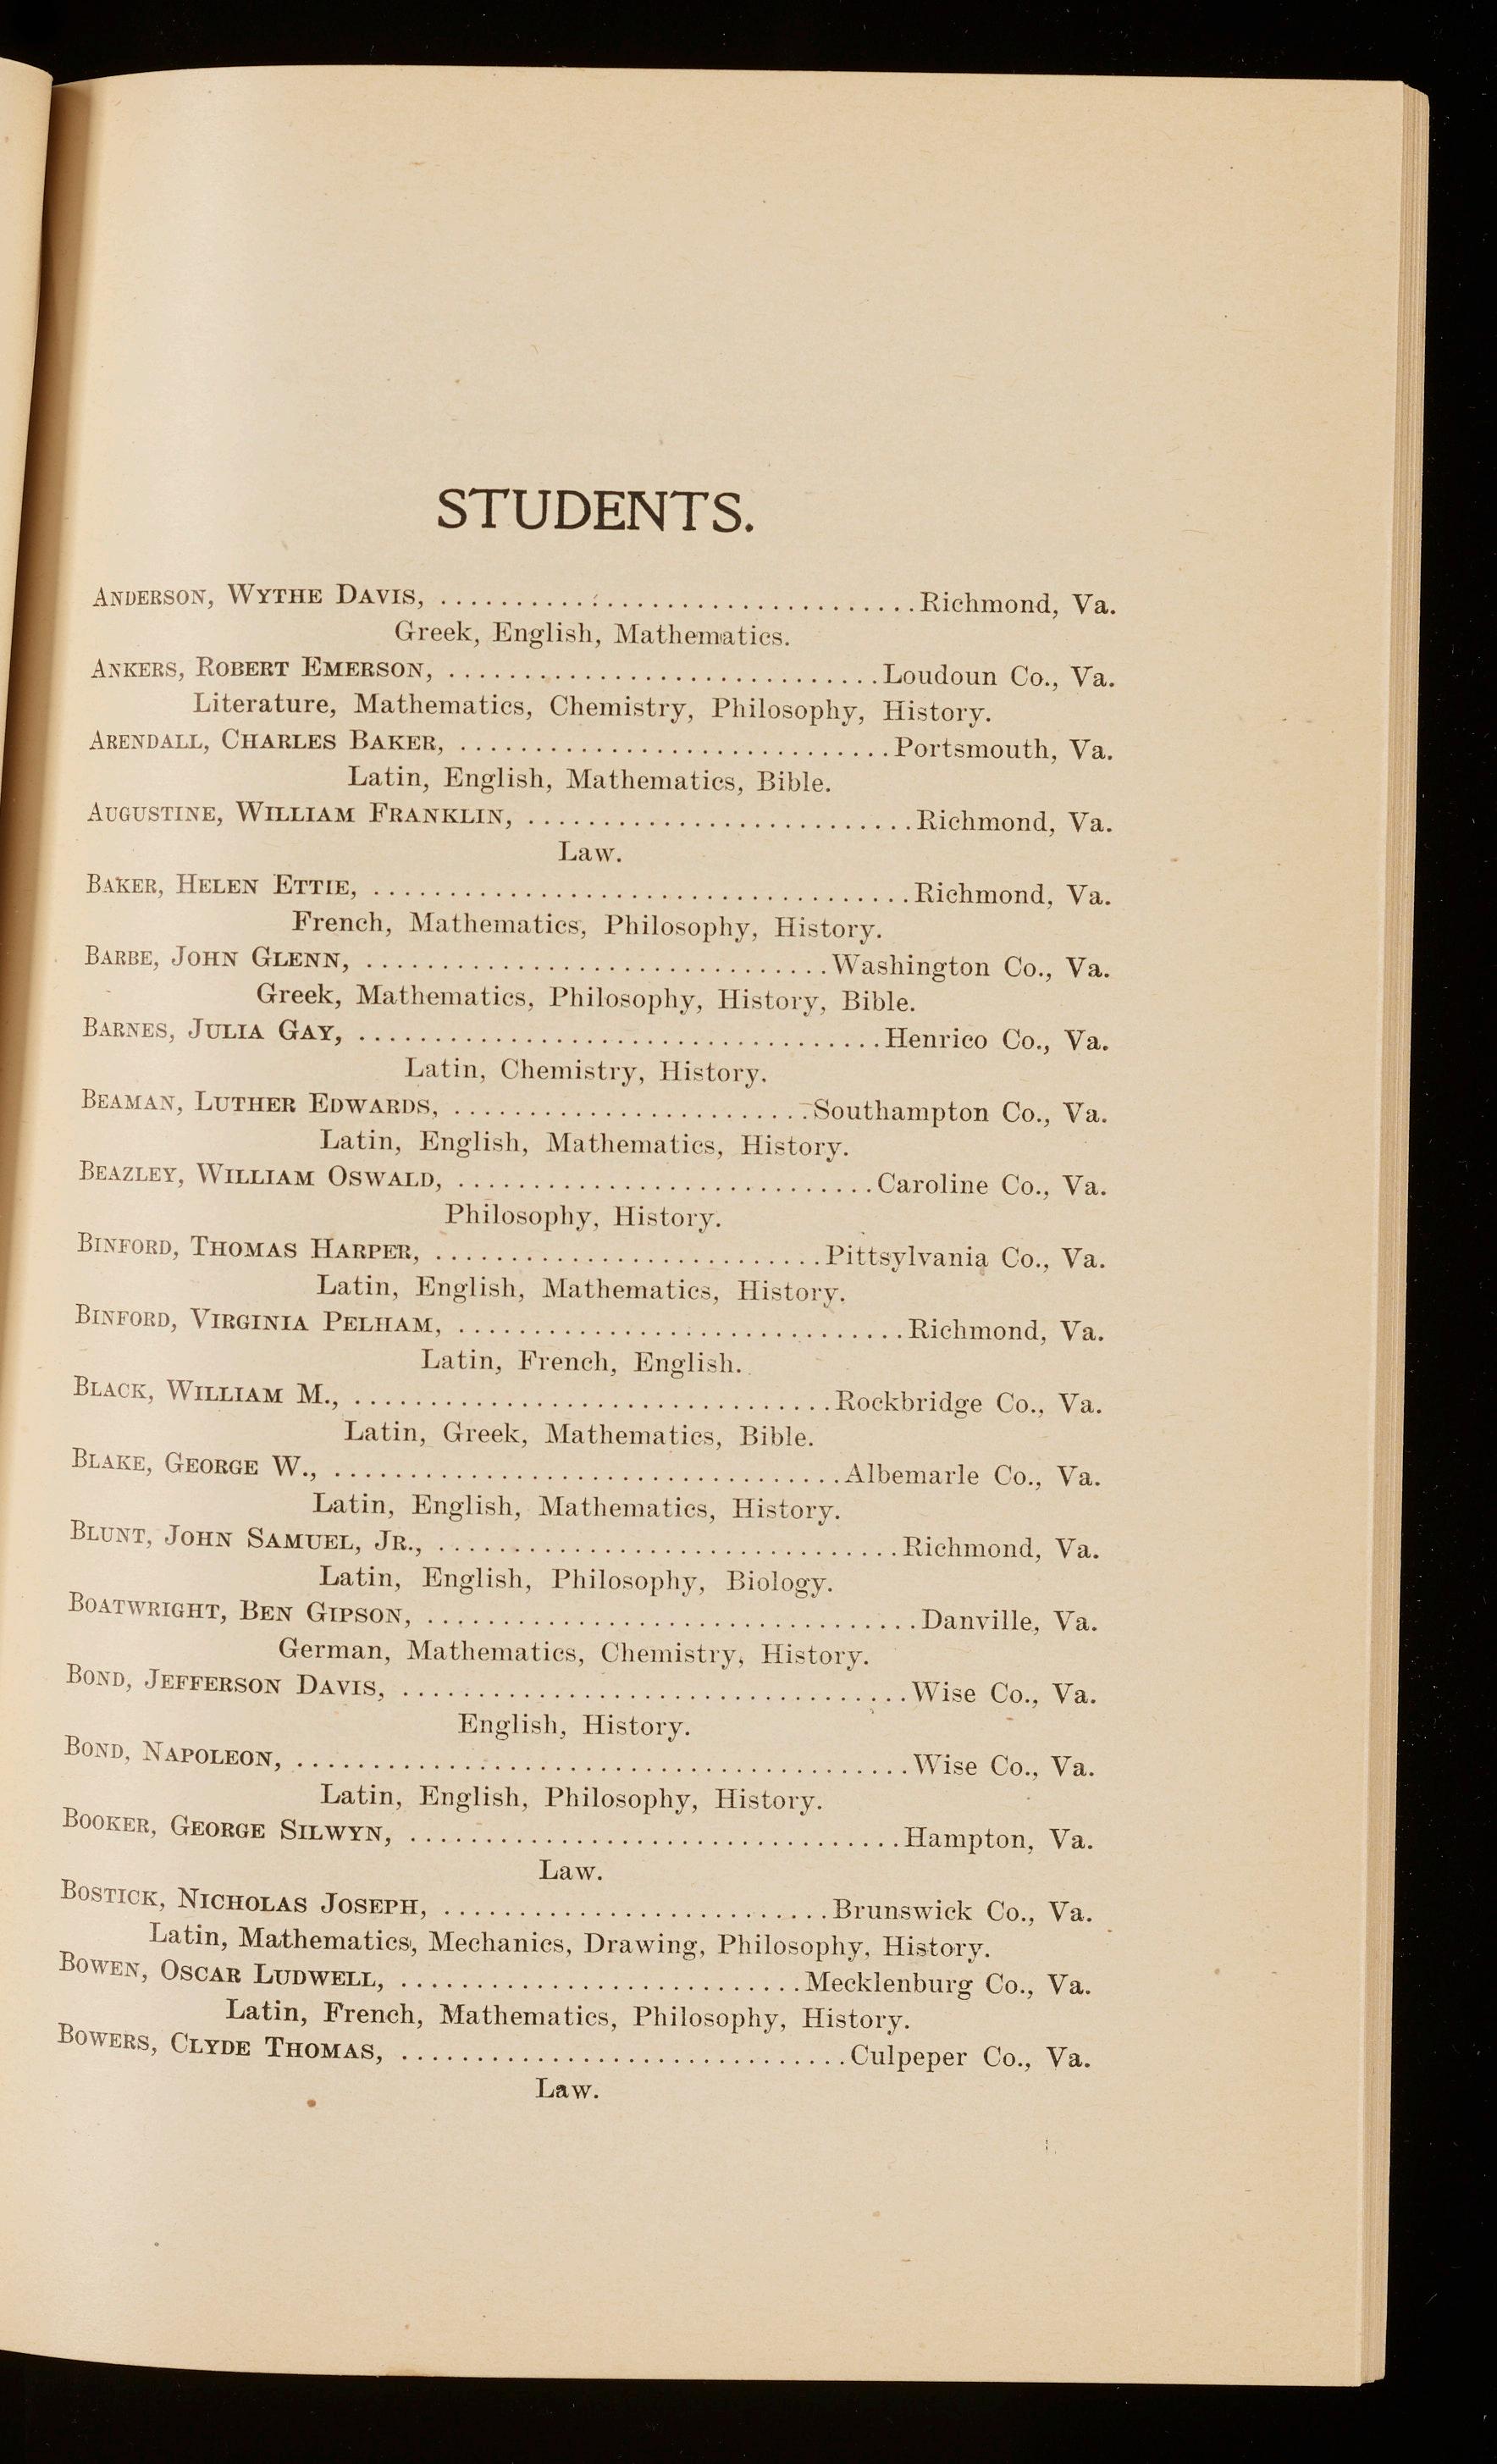 STUDENTS.
ANDERSON, WYTHE DAVIS, ................................Richmond, Va.
Greek, English, Mathematics.
ANKERS, ROBERT EMERSON, .............................Loudoun Co., Va.
Literature, Mathematics, Chemistry, Philosophy, History.
ARENDALL, CHARLES BAKER, .............................Portsmouth, Va.
Latin, English, Mathematics, Bible.
AUGUSTINE, WILLIAM FRANKLIN, ..........................Richmond, Va.
Law.
BAKER, HELEN ETTIE, ....................................Richmond, Va.
French, Mathematics, Philosophy, History.
BARBE, JOHN GLENN, ...............................Washington Co., Va.
Greek, Mathematics, Philosophy, History, Bible.
BARNES, JULIA GAY, ...................................Henrico Co., Va.
Latin, Chemistry, History.
BEAMAN, LUTHER EDWARDS, ........................Southampton Co., Va.
Latin, English, Mathematics, History.
BEAZLEY, WILLIAM OSWALD, ............................Caroline Co., Va.
Philosophy, History.
BINFORD, THOMAS HARPER, ..........................Pittsylvania Co., Va.
Latin, English, Mathematics, History.
BINFORD, VIRGINIA PELHAM, ..............................Richmond, Va.
Latin, French, English.
BLACK, WILLIAM M., ................................Rockbridge Co., Va.
Latin, Greek, Mathematics, Bible.
BLAKE, GEORGE W., ..................................Albemarle Co., Va.
Latin, English, Mathematics, History.
BLUNT, JOHN SAMUEL, JR., ...............................Richmond, Va.
Latin, English, Philosophy, Biology.
BOATWRIGHT, BEN GIPSON, .................................Danville, Va.
German, Mathematics, Chemistry, History.
BOND, JEFFERSON DAVIS, ..................................Wise Co., Va.
English, History.
BOND, NAPOLEON, .........................................Wise Co., Va.
Latin, English, Philosophy, History.
BOOKER, GEORGE SILWYN, .................................Hampton, Va.
Law.
BOSTICK, NICHOLAS JOSEPH, ..........................Brunswick Co., Va.
Latin, Mathematics, Mechanics, Drawing, Philosophy, History.
BOWEN, OSCAR LUDWELL, ...........................Mecklenburg Co., Va.
Latin, French, Mathematics, Philosophy, History.
BOWERS, CLYDE THOMAS, ..............................Culpeper Co., Va.
Law.